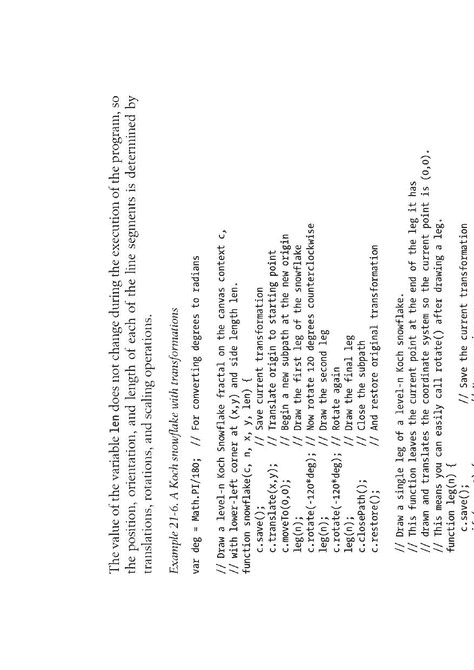 The value of the variable len does not change during the execution of the program, so
the position, orientation, and length of each of the line segments is determined by
translations, rotations, and scaling operations.
Example 21-6. A Koch snowflake with transformations
var deg = Math.PI/180;  // For converting degrees to radians
// Draw a level-n Koch Snowflake fractal on the canvas context c,
// with lower-left corner at (x,y) and side length len.
function snowflake(c, n, x, y, len) {
    c.save();           // Save current transformation
    c.translate(x,y);   // Translate origin to starting point
    c.moveTo(0,0);      // Begin a new subpath at the new origin
    leg(n);             // Draw the first leg of the snowflake
    c.rotate(-120*deg); // Now rotate 120 degrees counterclockwise
    leg(n);             // Draw the second leg
    c.rotate(-120*deg); // Rotate again
    leg(n);             // Draw the final leg
    c.closePath();      // Close the subpath
    c.restore();        // And restore original transformation
    // Draw a single leg of a level-n Koch snowflake.
    // This function leaves the current point at the end of the leg it has
    // drawn and translates the coordinate system so the current point is (0,0).
    // This means you can easily call rotate() after drawing a leg.
    function leg(n) {
        c.save();               // Save the current transformation